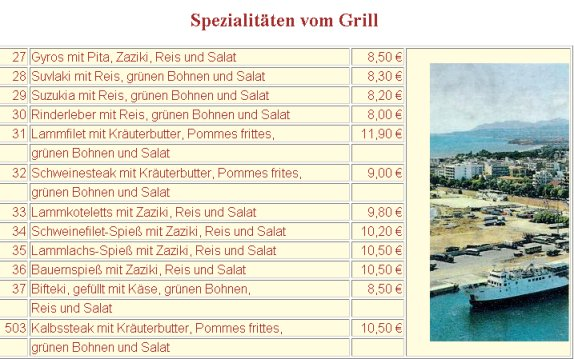 Spezialitäten vom Grill
27 Gyros mit Pita, Zaziki, Reis und Salat 8,50 €
28 Suvlaki mit Reis, grünen Bohnen und Salat 8,30 €
29 Suzukia mit Reis, grünen Bohnen und Salat 8,20 €
30 Rinderleber mit Reis, grünen Bohnen und Salat 8,00 €
31 Lammfilet mit Kräuterbutter, Pommes frittes, 11,90 €
grünen Bohnen und Salat
32 Schweinesteak mit Kräuterbutter, Pommes frites, 9,00 €
grünen Bohnen und Salat
33 Lammkoteletts mit Zaziki, Reis und Salat 9,80 €
34 Schweinefilet-Spieß mit Zaziki, Reis und Salat 10,20 €
35 Lammlachs-Spieß mit Zaziki, Reis und Salat 10,50 €
36 Bauernspieß mit Zaziki, Reis und Salat 10,50 €
37 Bifteki, gefüllt mit Käse, grünen Bohnen, 8,50 €
Reis und Salat
503 Kalbssteak mit Kräuterbutter, Pommes frittes, 10,50 €
grünen Bohnen und Salat